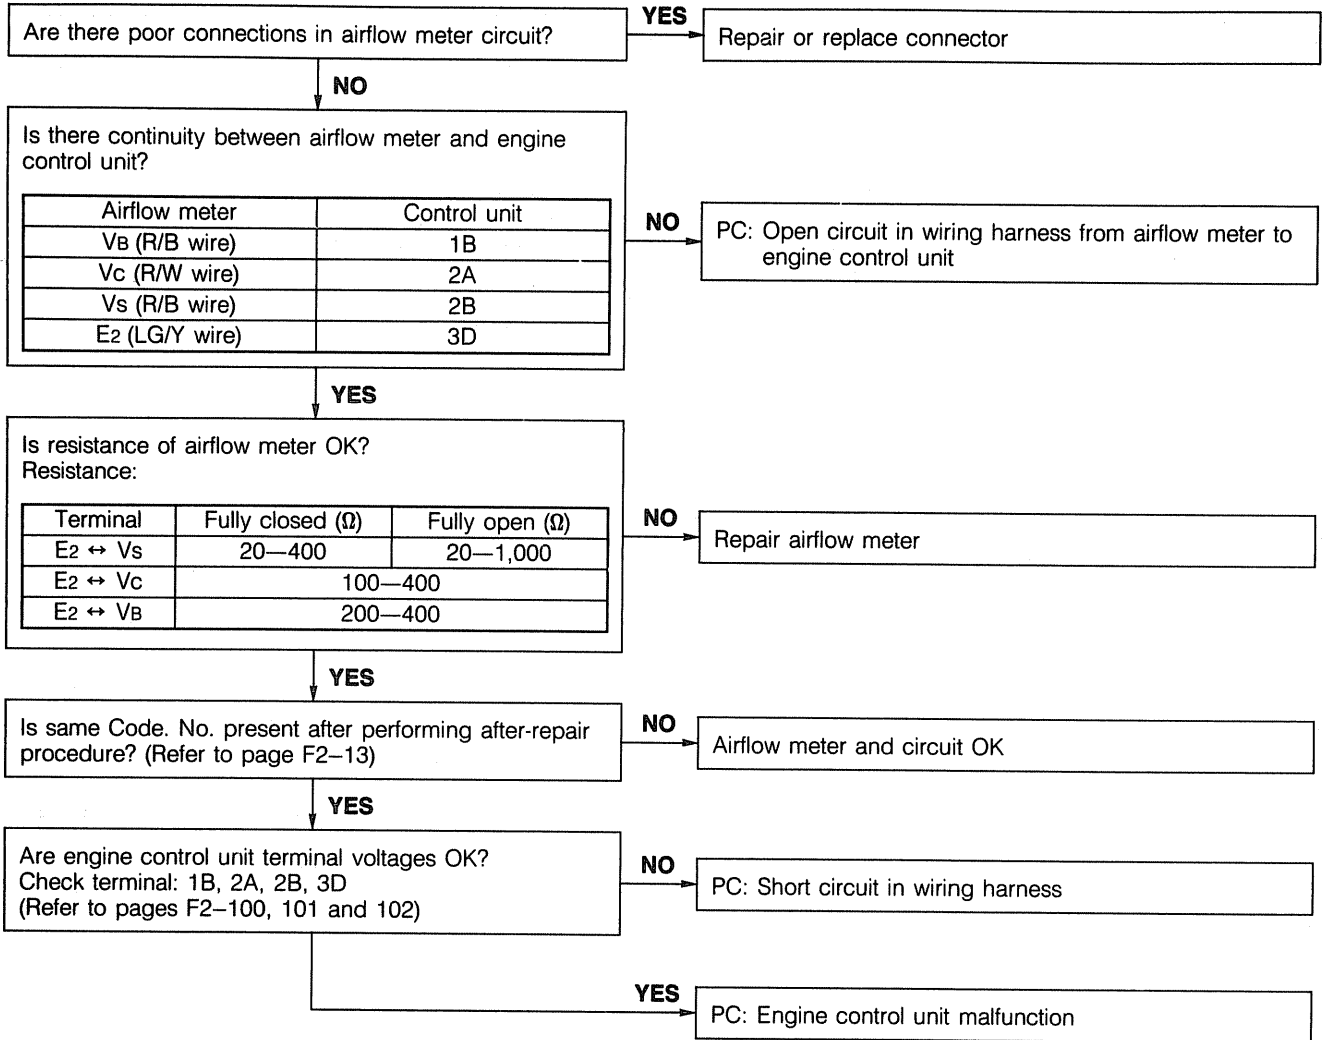 Are there poor connections in airflow meter circuit?
YES
Repair or replace connector
NO
Is there continuity between airflow meter and engine
control unit?
Airflow meter Control unit
VB (R/B wire) 1B
VC (R/W wire) 2A
VS (R/B wire) 2B
E2 (LG/Y wire) 3D
NO
PC: Open circuit in wiring harness from airflow meter to
engine control unit
YES
Is resistance of airflow meter OK?
Resistance:
Terminal Fully closed (Ω) Fully open (Ω)
E2 ↔ VS 20—400 20—1,000
E2 ↔ VC 100—400
E2 ↔ VB 200—400
NO
Repair airflow meter
YES
Is same Code. No. present after performing after-repair
procedure? (Refer to page F2–13)
NO
Airflow meter and circuit OK
YES
Are engine control unit terminal voltages OK?
Check terminal: 1B, 2A, 2B, 3D
(Refer to pages F2–100, 101 and 102)
NO
PC: Short circuit in wiring harness
YES
PC: Engine control unit malfunction